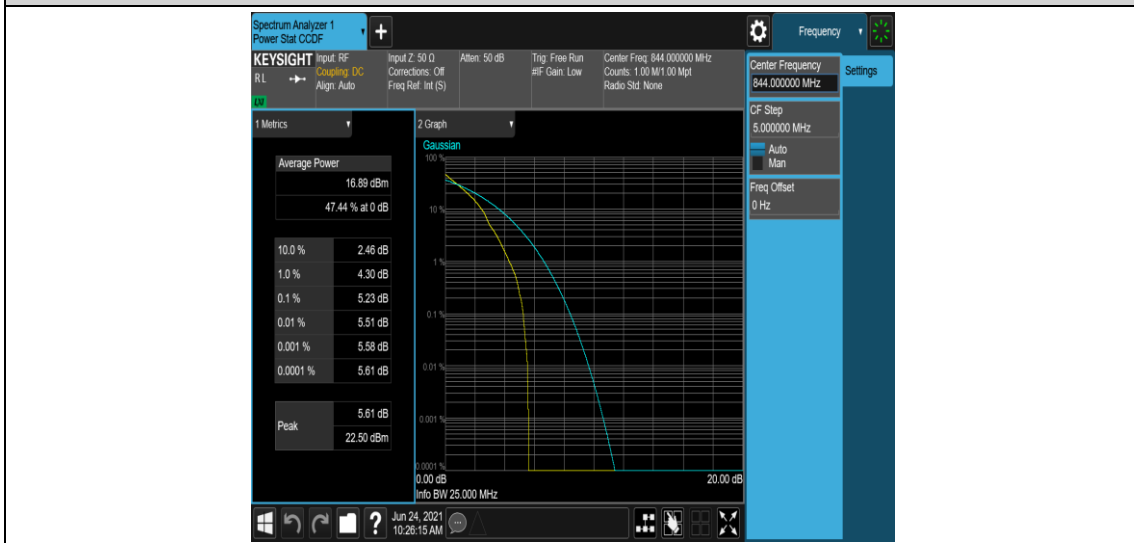 Spectrum Analyzer 1
Power Stat CCDF
+
Frequency
KEYSIGHT Input: RF
Coupling: DC
Align: Auto
RL
LXI
Input Z: 50 Ω
Corrections: Off
Freq Ref: Int (S)
Atten: 50 dB
Trig: Free Run
#IF Gain: Low
Center Freq: 844.000000 MHz
Counts: 1.00 M/1.00 Mpt
Radio Std: None
Center Frequency
844.000000 MHz
Settings
CF Step
5.000000 MHz
Auto
Man
Freq Offset
0 Hz
1 Metrics
Average Power
16.89 dBm
47.44 % at 0 dB
10.0 % 2.46 dB
1.0 % 4.30 dB
0.1 % 5.23 dB
0.01 % 5.51 dB
0.001 % 5.58 dB
0.0001 % 5.61 dB
Peak
5.61 dB
22.50 dBm
2 Graph
Gaussian
100 %
10 %
1 %
0.1 %
0.01 %
0.001 %
0.0001 %
0.00 dB 20.00 dB
Info BW 25.000 MHz
?
Jun 24, 2021
10:26:15 AM